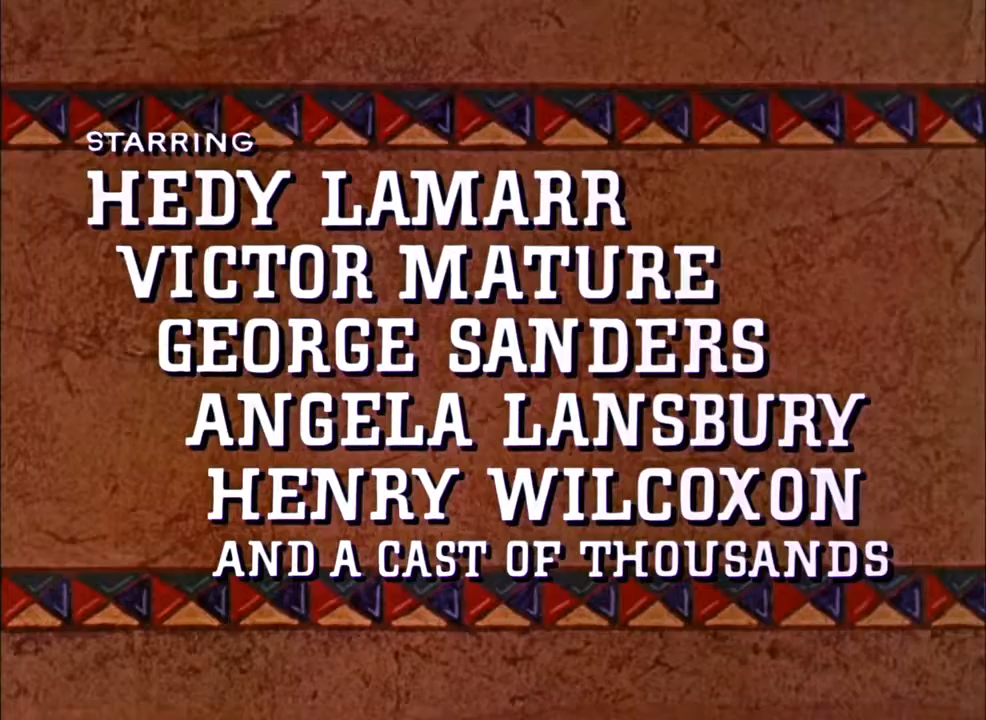 STARRING
HEDY LAMARR
VICTOR MATURE
GEORGE SANDERS
ANGELA LANSBURY
HENRY WILCOXON
AND A CAST OF THOUSANDS